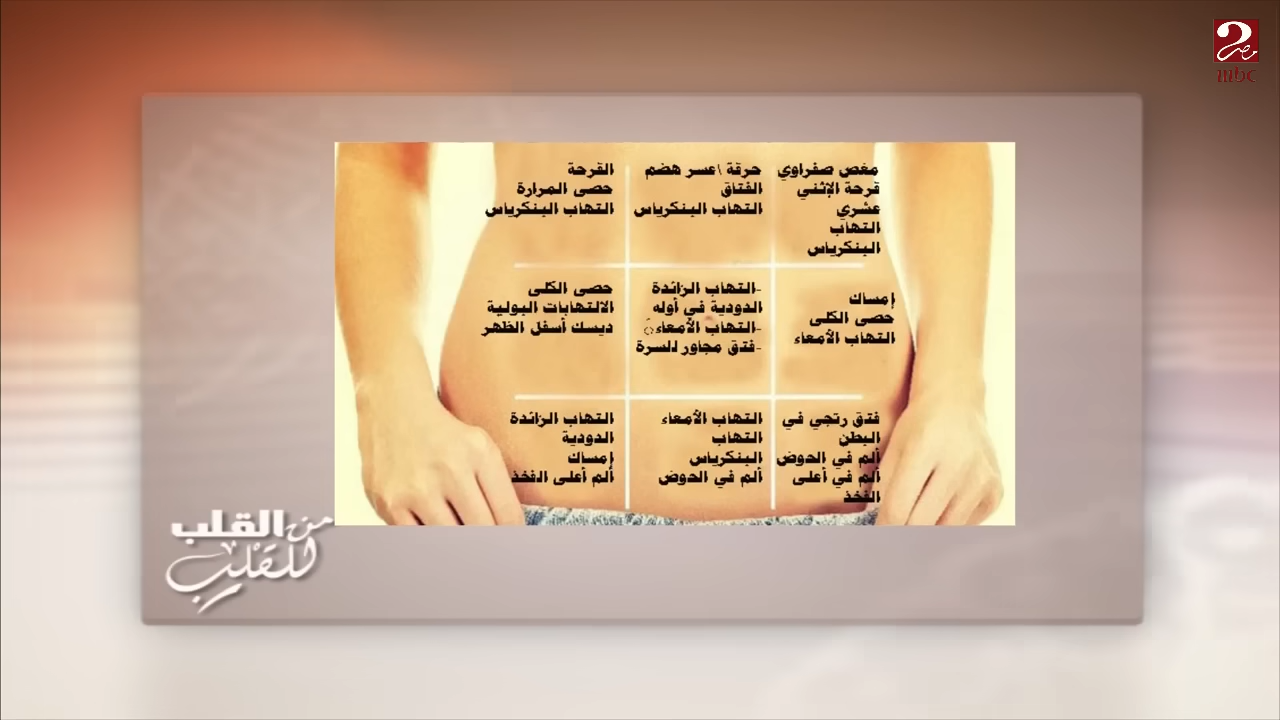 مصر
mbc
مغص صفراوي
قرحة الإثني
عشري
التهاب
البنكرياس
حرقة \عسر هضم
الفتاق
التهاب البنكرياس
القرحة
حصى المرارة
التهاب البنكرياس
إمساك
حصى الكلى
التهاب الأمعاء
-التهاب الزائدة
الدودية في أوله
-التهاب الأمعاء
-فتق مجاور للسرة
حصى الكلى
الالتهابات البولية
ديسك أسفل الظهر
فتق رتجي في
البطن
ألم في الحوض
ألم في أعلى
الفخذ
التهاب الأمعاء
التهاب
البنكرياس
ألم في الحوض
التهاب الزائدة
الدودية
إمساك
ألم أعلى الفخذ
من القلب
للقلب